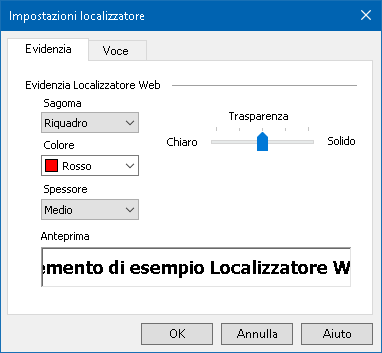 Impostazioni localizzatore
Evidenzia
Voce
Evidenzia Localizzatore Web
Sagoma
Riquadro
Trasparenza
Chiaro
Solido
Colore
Rosso
Spessore
Medio
Anteprima
emento di esempio Localizzatore W
OK
Annulla
Aiuto